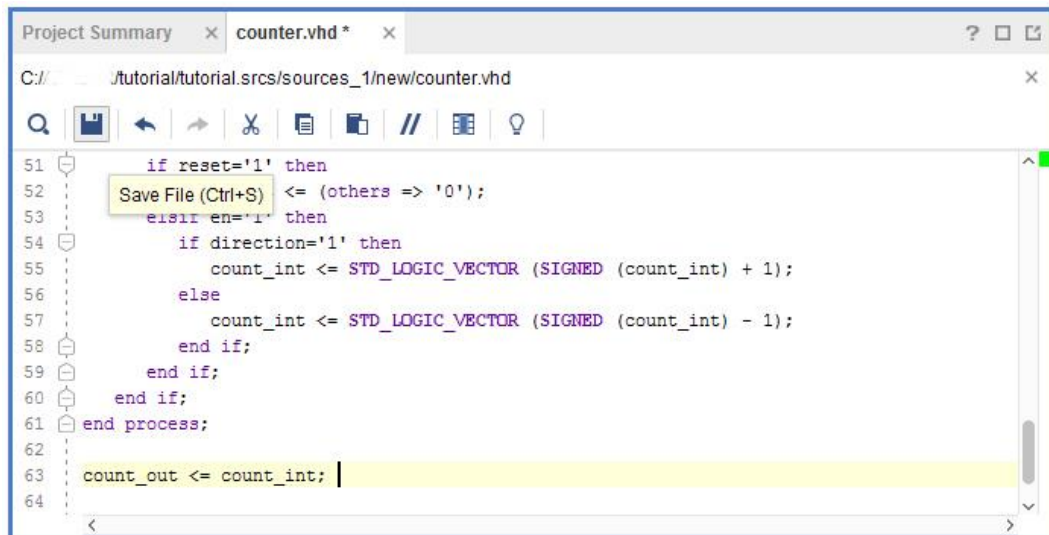 Project Summary × counter.vhd * ×
?
C:/ /tutorial/tutorial.srcs/sources_1/new/counter.vhd ×
//
51 if reset='1' then
Save File (Ctrl+S)
52 <= (others => '0');
53 elsif en='1' then
54 if direction='1' then
55 count_int <= STD_LOGIC_VECTOR (SIGNED (count_int) + 1);
56 else
57 count_int <= STD_LOGIC_VECTOR (SIGNED (count_int) - 1);
58 end if;
59 end if;
60 end if;
61 end process;
62
63 count_out <= count_int;
64